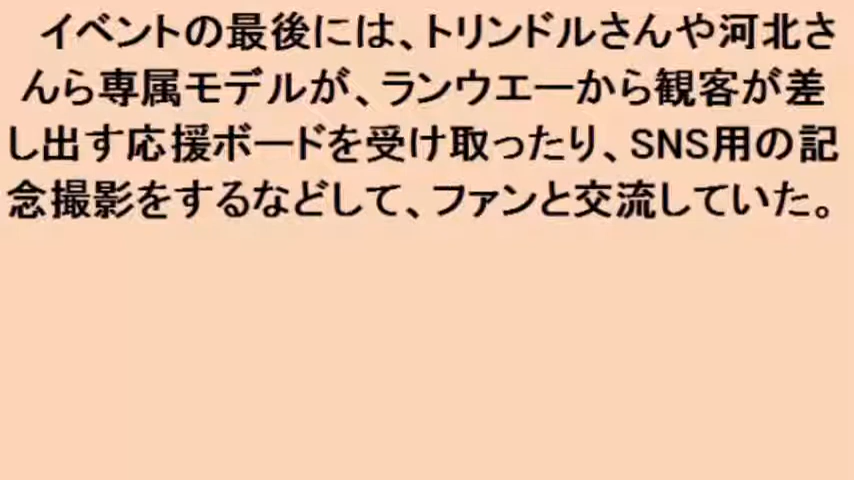 イベントの最後には、トリンドルさんや河北さ
んら専属モデルが、ランウエーから観客が差
し出す応援ボードを受け取ったり、SNS用の記
念撮影をするなどして、ファンと交流していた。